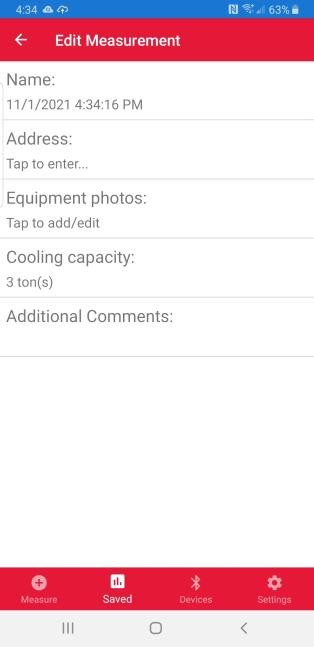 4:34 63%
Edit Measurement
Name:
11/1/2021 4:34:16 PM
Address:
Tap to enter...
Equipment photos:
Tap to add/edit
Cooling capacity:
3 ton(s)
Additional Comments:
Measure Saved Devices Settings